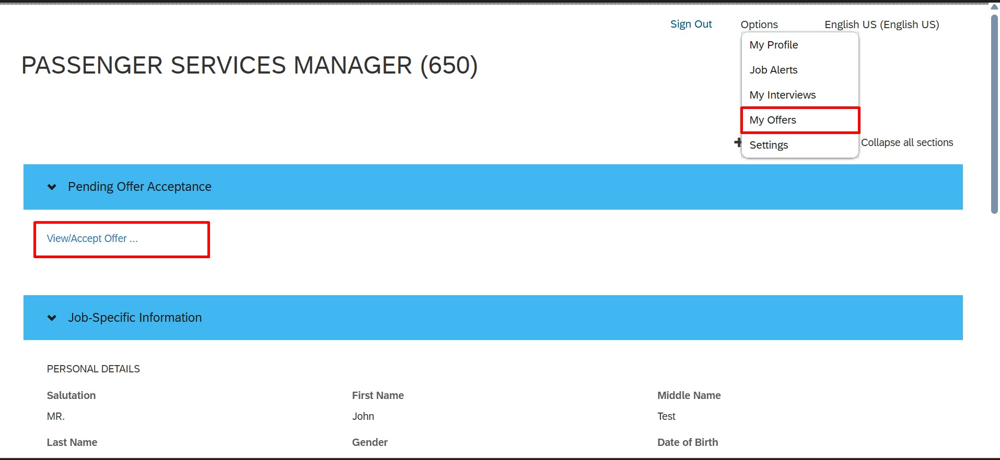 Sign Out
Options
English US (English US)
My Profile
Job Alerts
My Interviews
My Offers
Settings
PASSENGER SERVICES MANAGER (650)
Collapse all sections
Pending Offer Acceptance
View/Accept Offer ...
Job-Specific Information
PERSONAL DETAILS
Salutation First Name Middle Name
MR. John Test
Last Name Gender Date of Birth